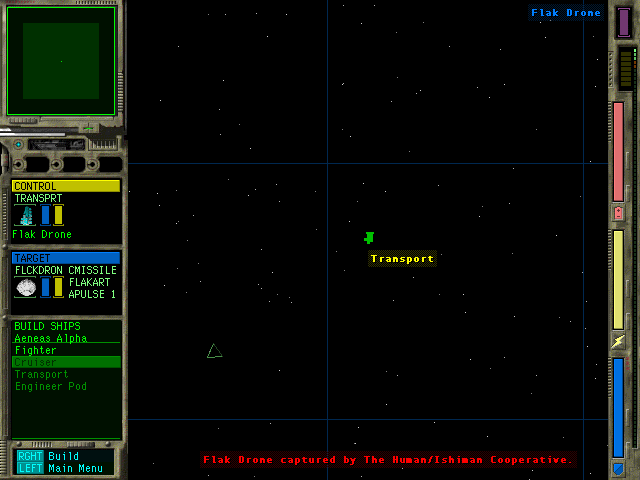 Flak Drone
CONTROL
TRANSPRT
Flak Drone
TARGET
FLCKDRON CMISSILE
FLAKART
APULSE 1
BUILD SHIPS
Aeneas Alpha
Fighter
Cruiser
Transport
Engineer Pod
RGHT Build
LEFT Main Menu
Transport
Flak Drone captured by The Human/Ishiman Cooperative.